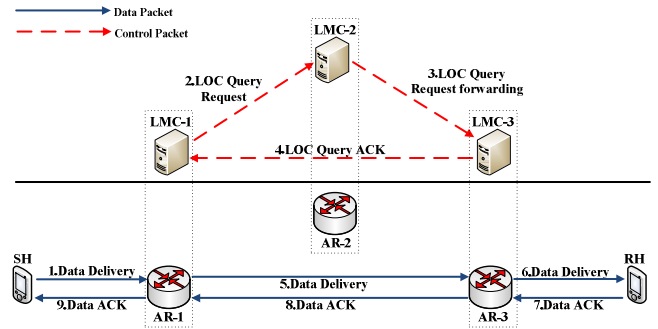 Data Packet
Control Packet
LMC-2
2.LOC Query
Request
3.LOC Query
Request forwarding
LMC-1
LMC-3
4.LOC Query ACK
AR-2
SH
RH
1.Data Delivery
5.Data Delivery
6.Data Delivery
9.Data ACK
8.Data ACK
7.Data ACK
AR-1
AR-3